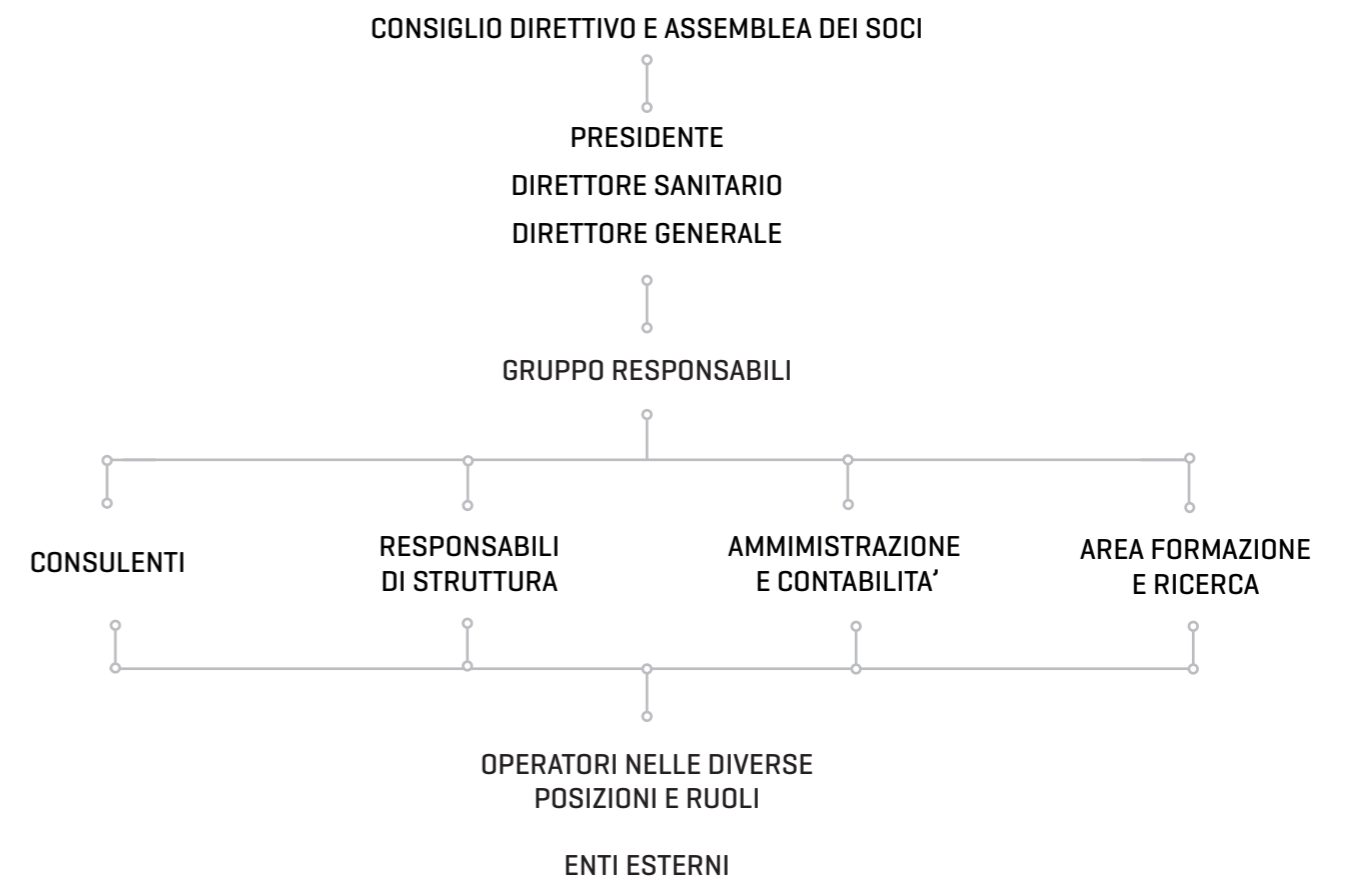 CONSIGLIO DIRETTIVO E ASSEMBLEA DEI SOCI
PRESIDENTE
DIRETTORE SANITARIO
DIRETTORE GENERALE
GRUPPO RESPONSABILI
CONSULENTI
RESPONSABILI
DI STRUTTURA
AMMIMISTRAZIONE
E CONTABILITA’
AREA FORMAZIONE
E RICERCA
OPERATORI NELLE DIVERSE
POSIZIONI E RUOLI
ENTI ESTERNI